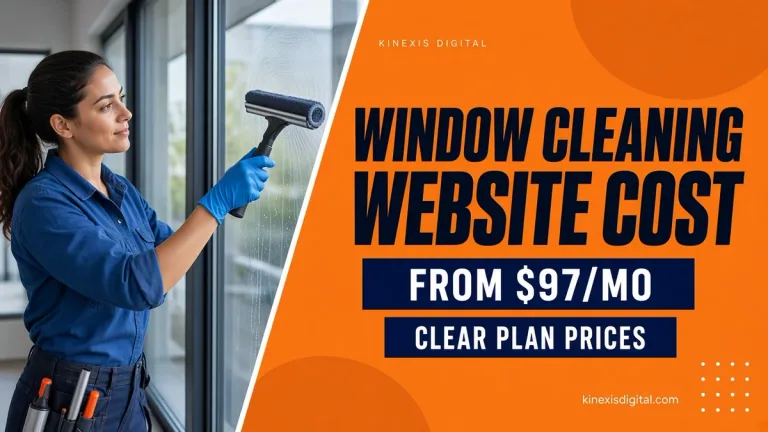 KINEXIS DIGITAL
WINDOW CLEANING
WEBSITE COST
FROM $97/MO
CLEAR PLAN PRICES
kinexisdigital.com